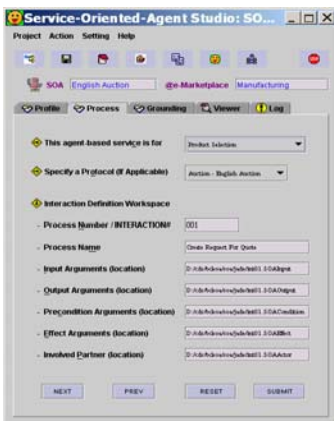 Service-Oriented-Agent Studio: SO...
Project Action Setting Help
SOA English Auction @e-Marketplace Manufacturing
Profile Process Grounding Viewer Log
This agent-based service is for Product Selection
Specify a Protocol (If Applicable) Auction - English Auction
Interaction Definition Workspace
- Process Number / INTERACTION# 001
- Process Name Create Request For Quote
- Input Arguments (location)
- Output Arguments (location)
- Precondition Arguments (location)
- Effect Arguments (location)
- Involved Partner (location)
NEXT PREV RESET SUBMIT